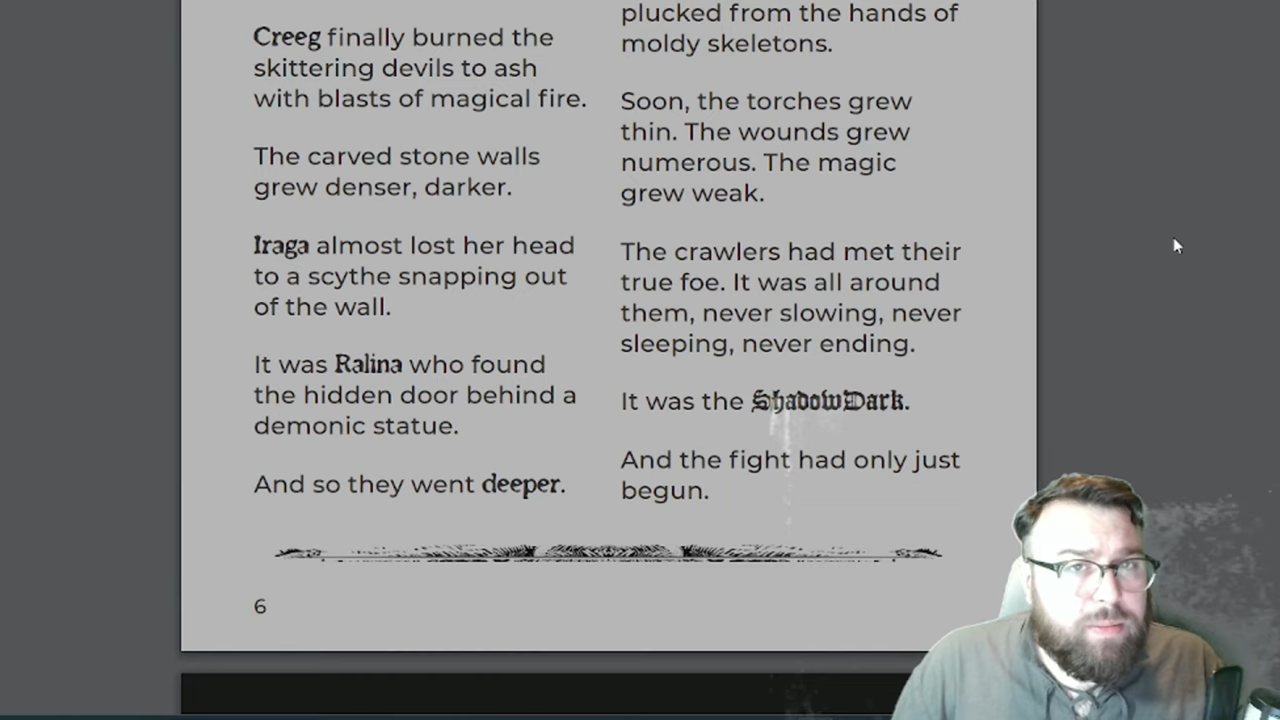 Creeg finally burned the
skittering devils to ash
with blasts of magical fire.
The carved stone walls
grew denser, darker.
Iraga almost lost her head
to a scythe snapping out
of the wall.
It was Ralina who found
the hidden door behind a
demonic statue.
And so they went deeper.
plucked from the hands of
moldy skeletons.
Soon, the torches grew
thin. The wounds grew
numerous. The magic
grew weak.
The crawlers had met their
true foe. It was all around
them, never slowing, never
sleeping, never ending.
It was the ShadowDark.
And the fight had only just
begun.
6